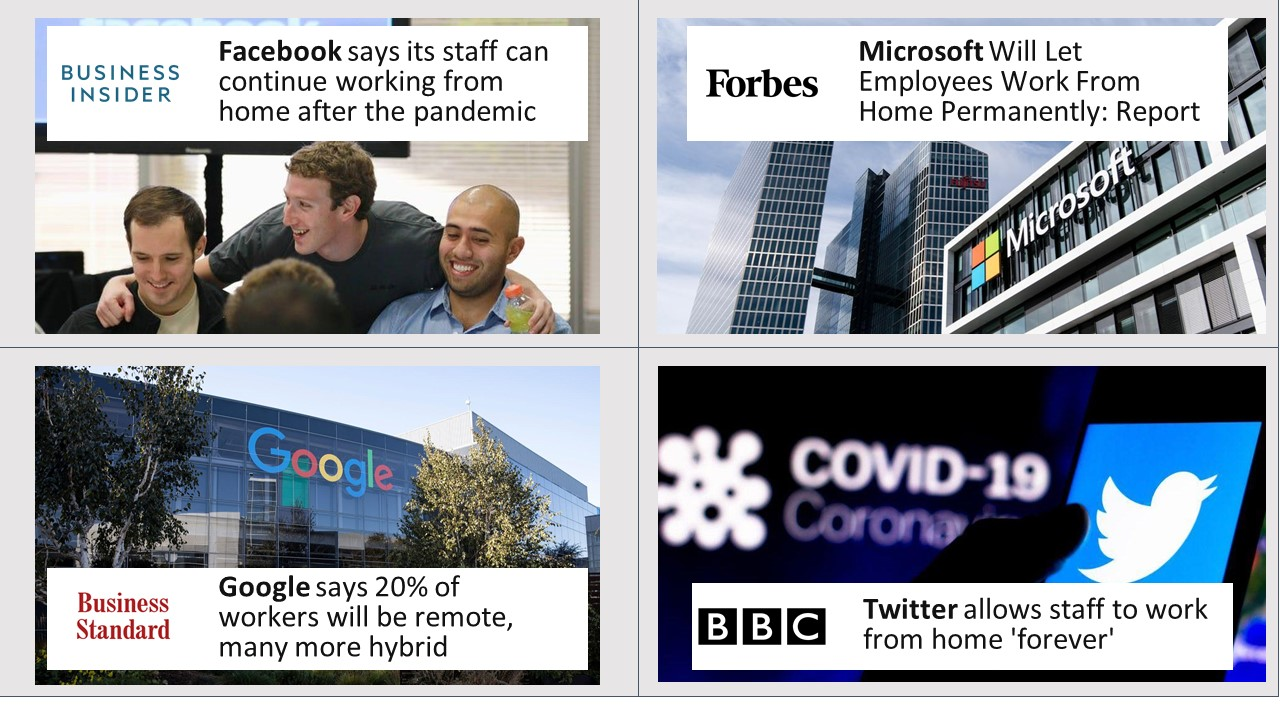 BUSINESS
INSIDER
Facebook says its staff can
continue working from
home after the pandemic
Forbes
Microsoft Will Let
Employees Work From
Home Permanently: Report
Microsoft
Google
Business
Standard
Google says 20% of
workers will be remote,
many more hybrid
COVID-19
BBC
Twitter allows staff to work
from home 'forever'